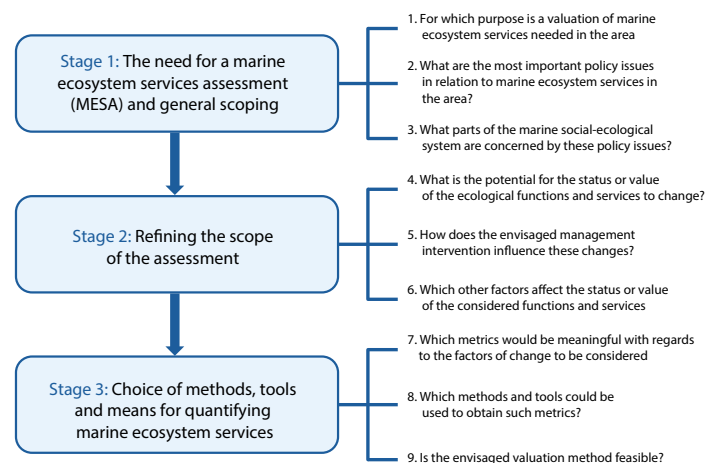 Stage 1: The need for a marine
ecosystem services assessment
(MESA) and general scoping
1. For which purpose is a valuation of marine
ecosystem services needed in the area
2. What are the most important policy issues
in relation to marine ecosystem services in
the area?
3. What parts of the marine social-ecological
system are concerned by these policy issues?
Stage 2: Refining the scope
of the assessment
4. What is the potential for the status or value
of the ecological functions and services to change?
5. How does the envisaged management
intervention influence these changes?
6. Which other factors affect the status or value
of the considered functions and services
Stage 3: Choice of methods, tools
and means for quantifying
marine ecosystem services
7. Which metrics would be meaningful with regards
to the factors of change to be considered
8. Which methods and tools could be
used to obtain such metrics?
9. Is the envisaged valuation method feasible?